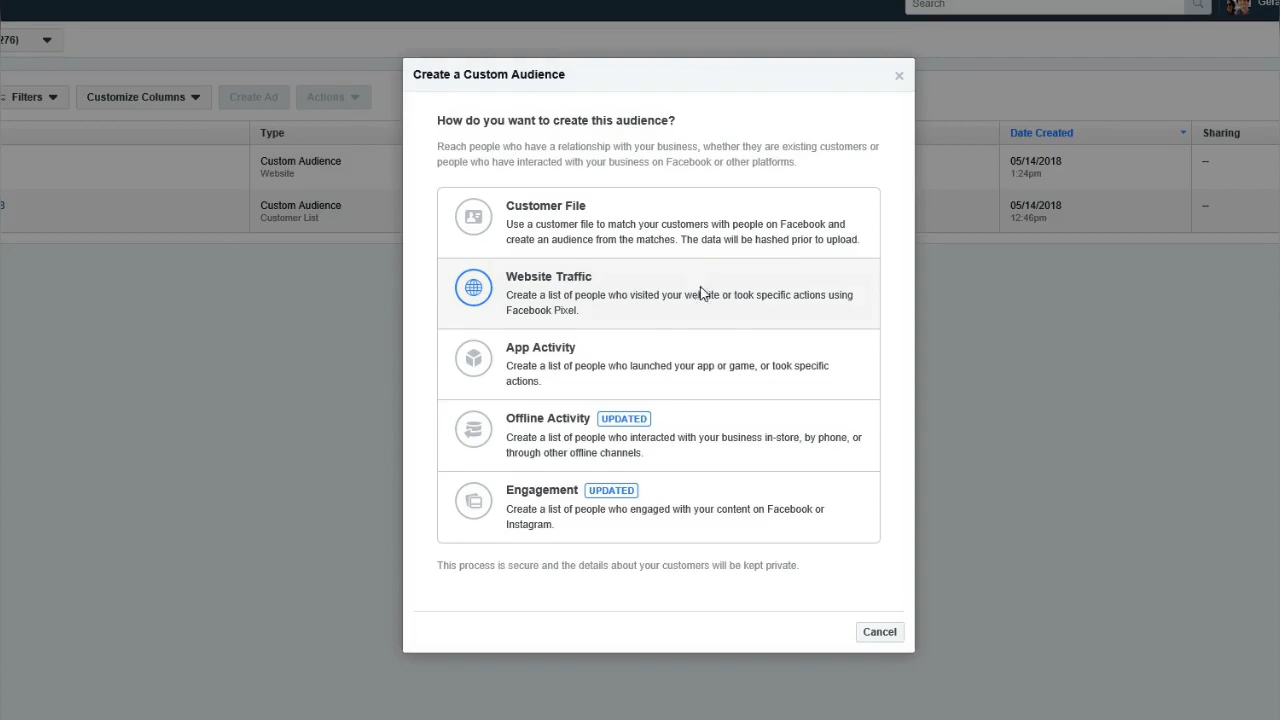 Search
Gera
276)
Filters
Customize Columns
Create Ad
Actions
Type
Date Created
Sharing
Custom Audience
Website
05/14/2018
1:24pm
--
3
Custom Audience
Customer List
05/14/2018
12:46pm
--
Create a Custom Audience
×
How do you want to create this audience?
Reach people who have a relationship with your business, whether they are existing customers or
people who have interacted with your business on Facebook or other platforms.
Customer File
Use a customer file to match your customers with people on Facebook and
create an audience from the matches. The data will be hashed prior to upload.
Website Traffic
Create a list of people who visited your website or took specific actions using
Facebook Pixel.
App Activity
Create a list of people who launched your app or game, or took specific
actions.
Offline Activity UPDATED
Create a list of people who interacted with your business in-store, by phone, or
through other offline channels.
Engagement UPDATED
Create a list of people who engaged with your content on Facebook or
Instagram.
This process is secure and the details about your customers will be kept private.
Cancel